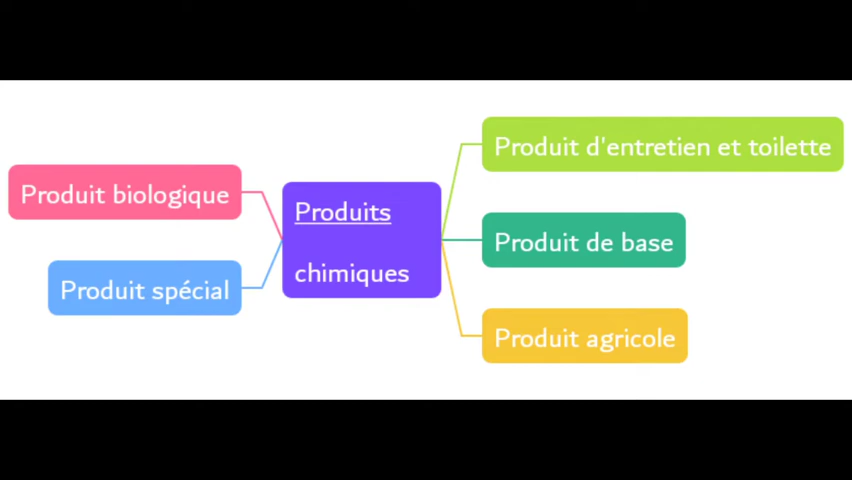 Produit d'entretien et toilette
Produit biologique
Produits
chimiques
Produit de base
Produit spécial
Produit agricole